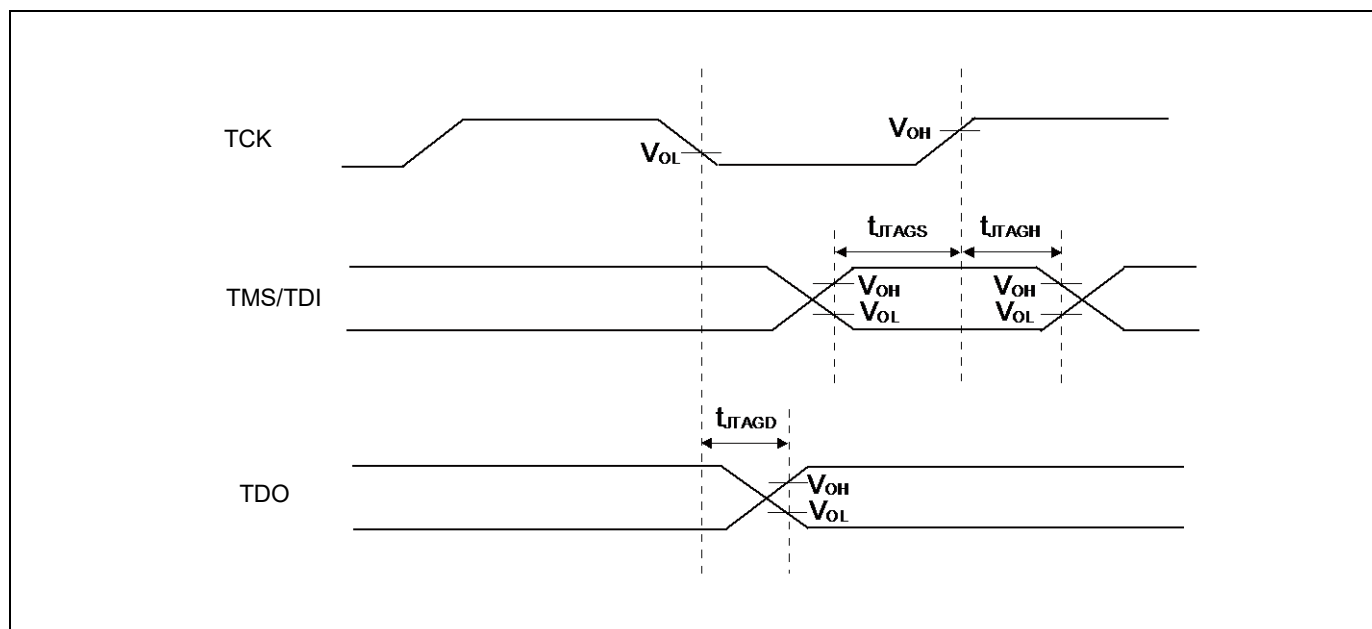 TCK
VOL
VOH
tJTAGS
tJTAGH
TMS/TDI
VOH
VOL
VOH
VOL
tJTAGD
TDO
VOH
VOL